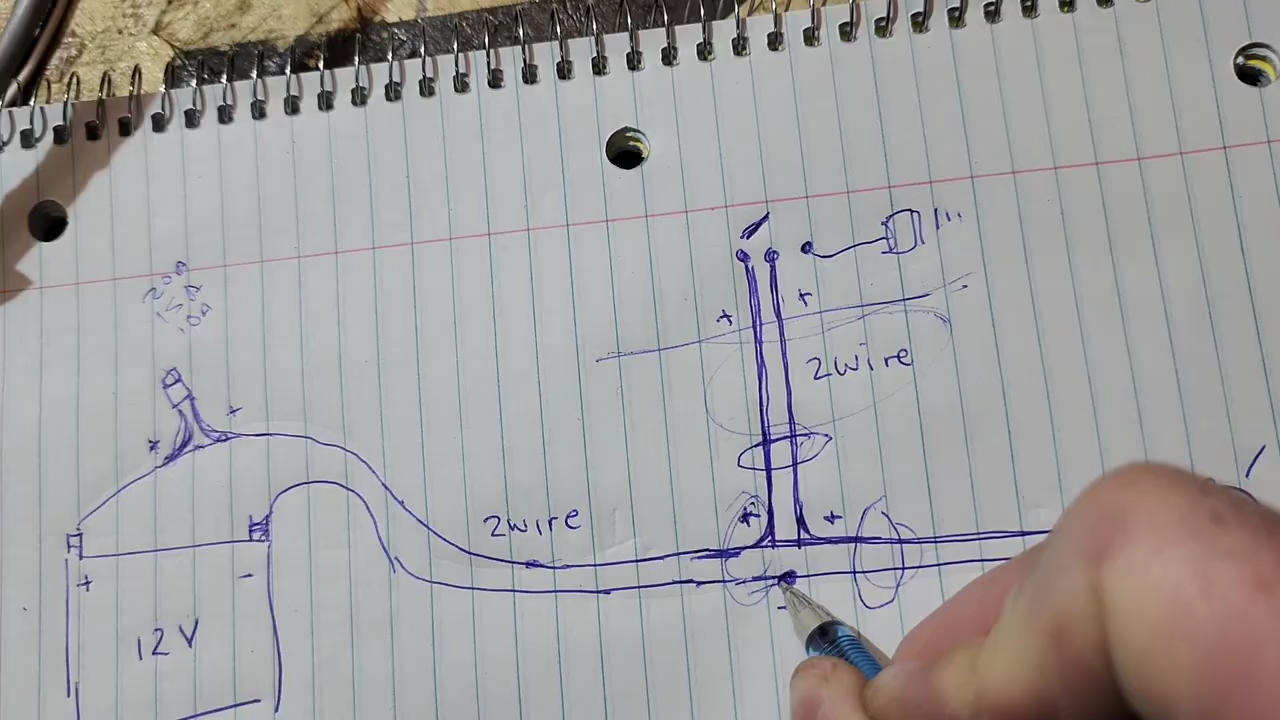 + +
2wire
+
+
2wire
+ +
+ -
12V
-